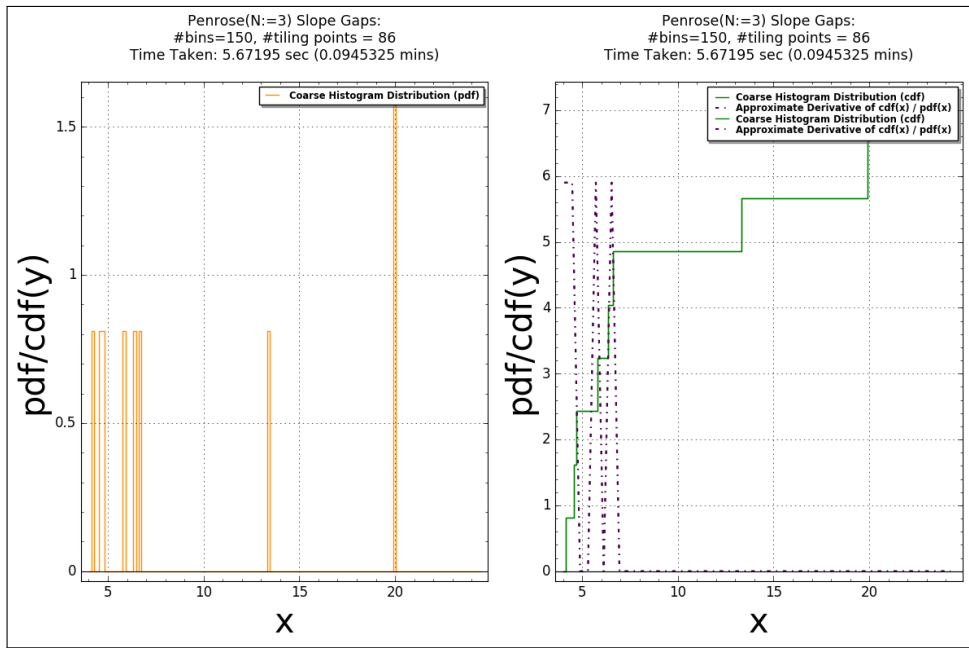 Penrose(N:=3) Slope Gaps:
#bins=150, #tiling points = 86
Time Taken: 5.67195 sec (0.0945325 mins)
Coarse Histogram Distribution (pdf)
1.5
1
0.5
0
pdf/cdf(y)
5 10 15 20
x
Penrose(N:=3) Slope Gaps:
#bins=150, #tiling points = 86
Time Taken: 5.67195 sec (0.0945325 mins)
Coarse Histogram Distribution (cdf)
Approximate Derivative of cdf(x) / pdf(x)
Coarse Histogram Distribution (cdf)
Approximate Derivative of cdf(x) / pdf(x)
7
6
5
4
3
2
1
0
pdf/cdf(y)
5 10 15 20
x